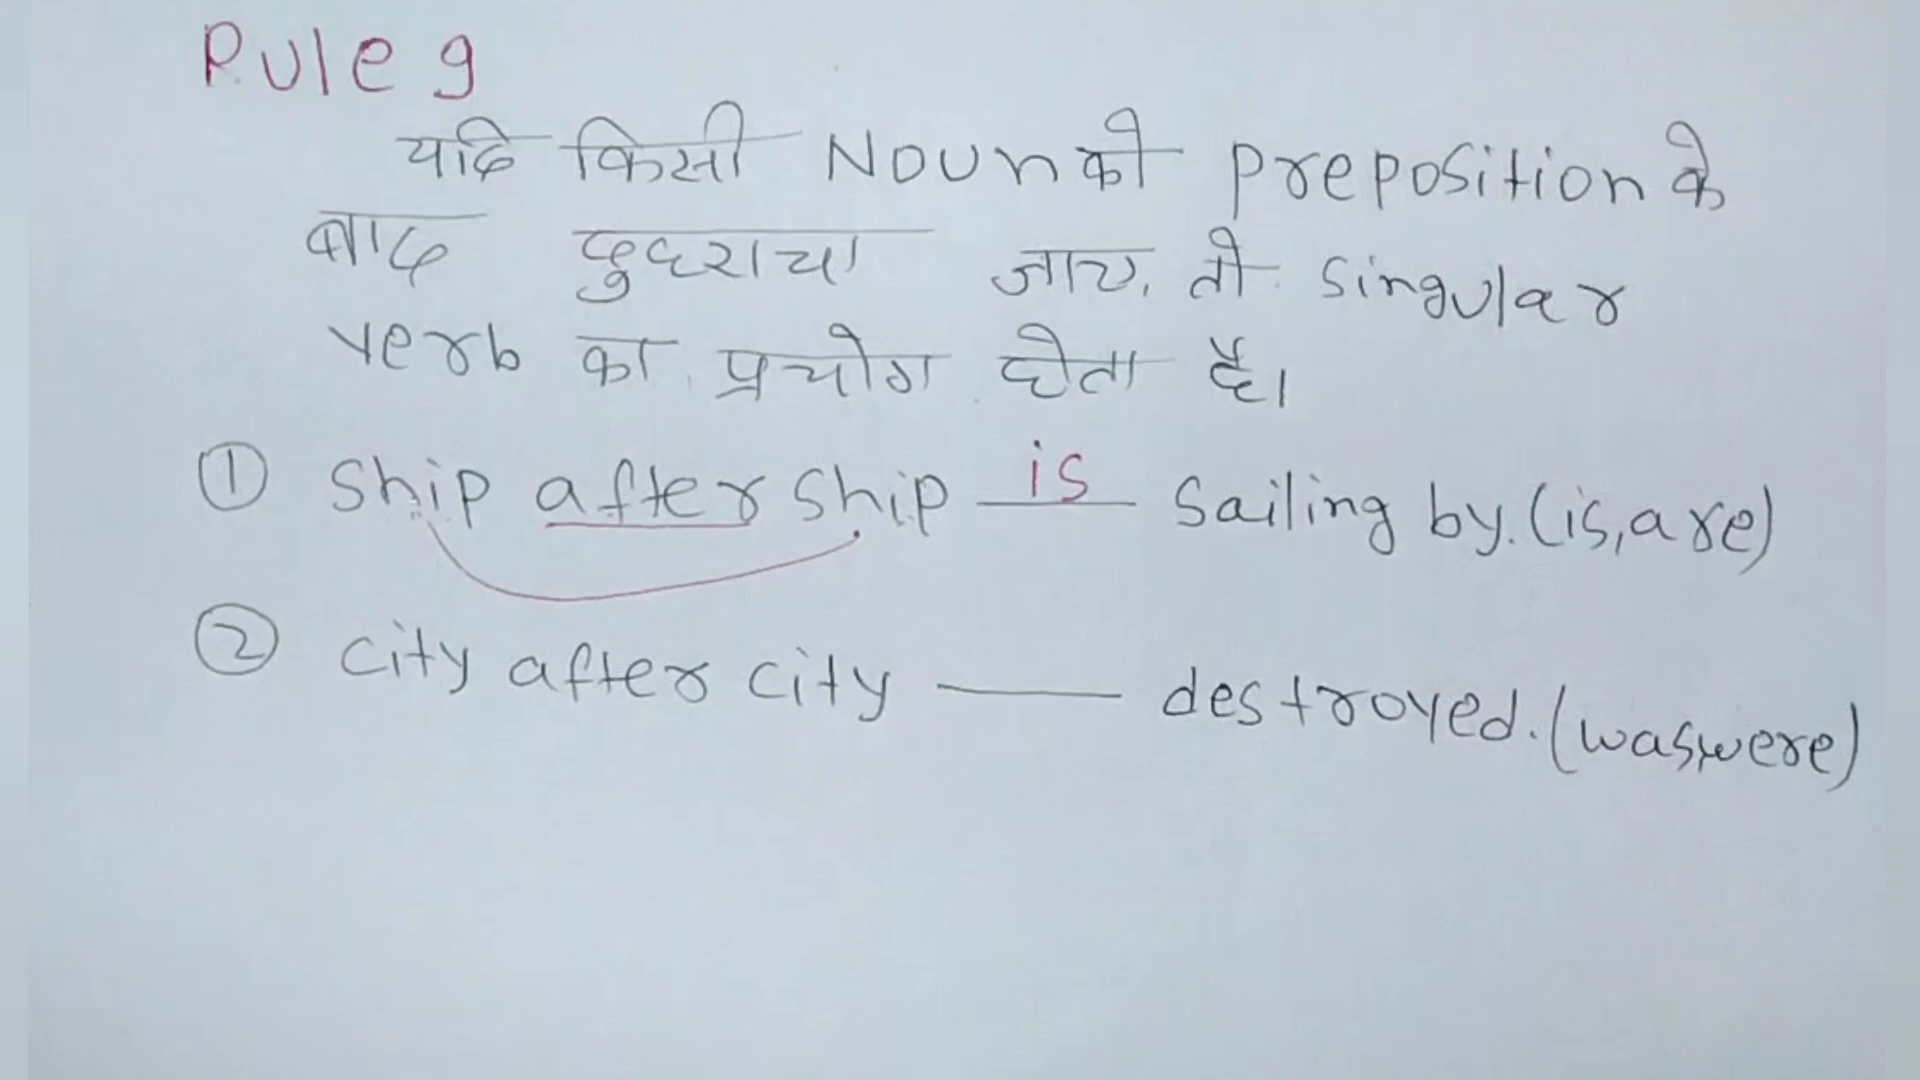 Rule 9
यदि किसी Noun को preposition के
बाद दुहराया जाए, तो singular
verb का प्रयोग होता है।
① Ship after ship is sailing by. (is, are)
② City after city ___ destroyed. (was, were)